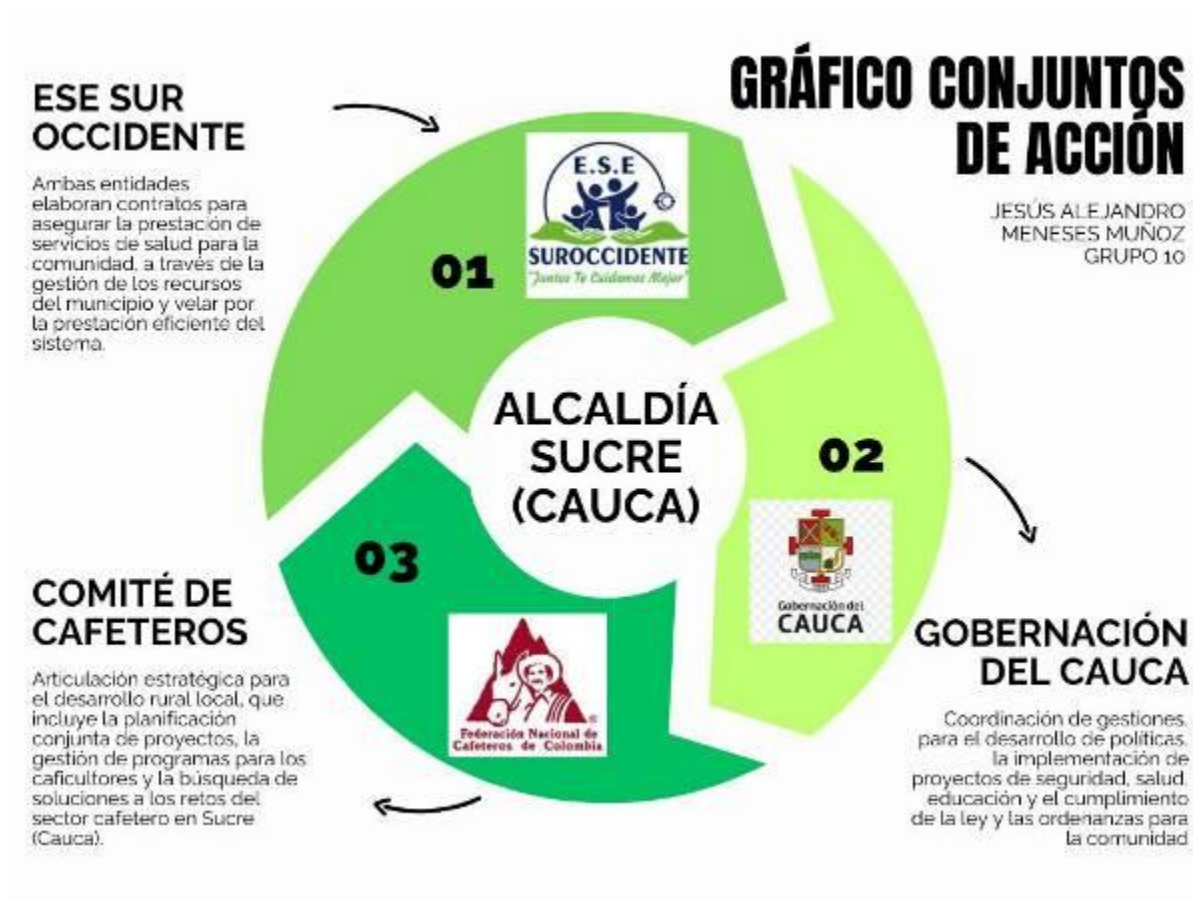 GRÁFICO CONJUNTOS
DE ACCIÓN
JESÚS ALEJANDRO
MENESES MUÑOZ
GRUPO 10
ESE SUR
OCCIDENTE
Ambas entidades
elaboran contratos para
asegurar la prestación de
servicios de salud para la
comunidad, a través de la
gestión de los recursos
del municipio y velar por
la prestación eficiente del
sistema.
01
E.S.E
SUROCCIDENTE
"Juntos Te Cuidamos Mejor"
ALCALDÍA
SUCRE
(CAUCA)
02
Gobernación del
CAUCA
GOBERNACIÓN
DEL CAUCA
Coordinación de gestiones,
para el desarrollo de políticas,
la implementación de
proyectos de seguridad, salud,
educación y el cumplimiento
de la ley y las ordenanzas para
la comunidad
03
Federación Nacional de
Cafeteros de Colombia
®
COMITÉ DE
CAFETEROS
Articulación estratégica para
el desarrollo rural local, que
incluye la planificación
conjunta de proyectos, la
gestión de programas para los
caficultores y la búsqueda de
soluciones a los retos del
sector cafetero en Sucre
(Cauca).